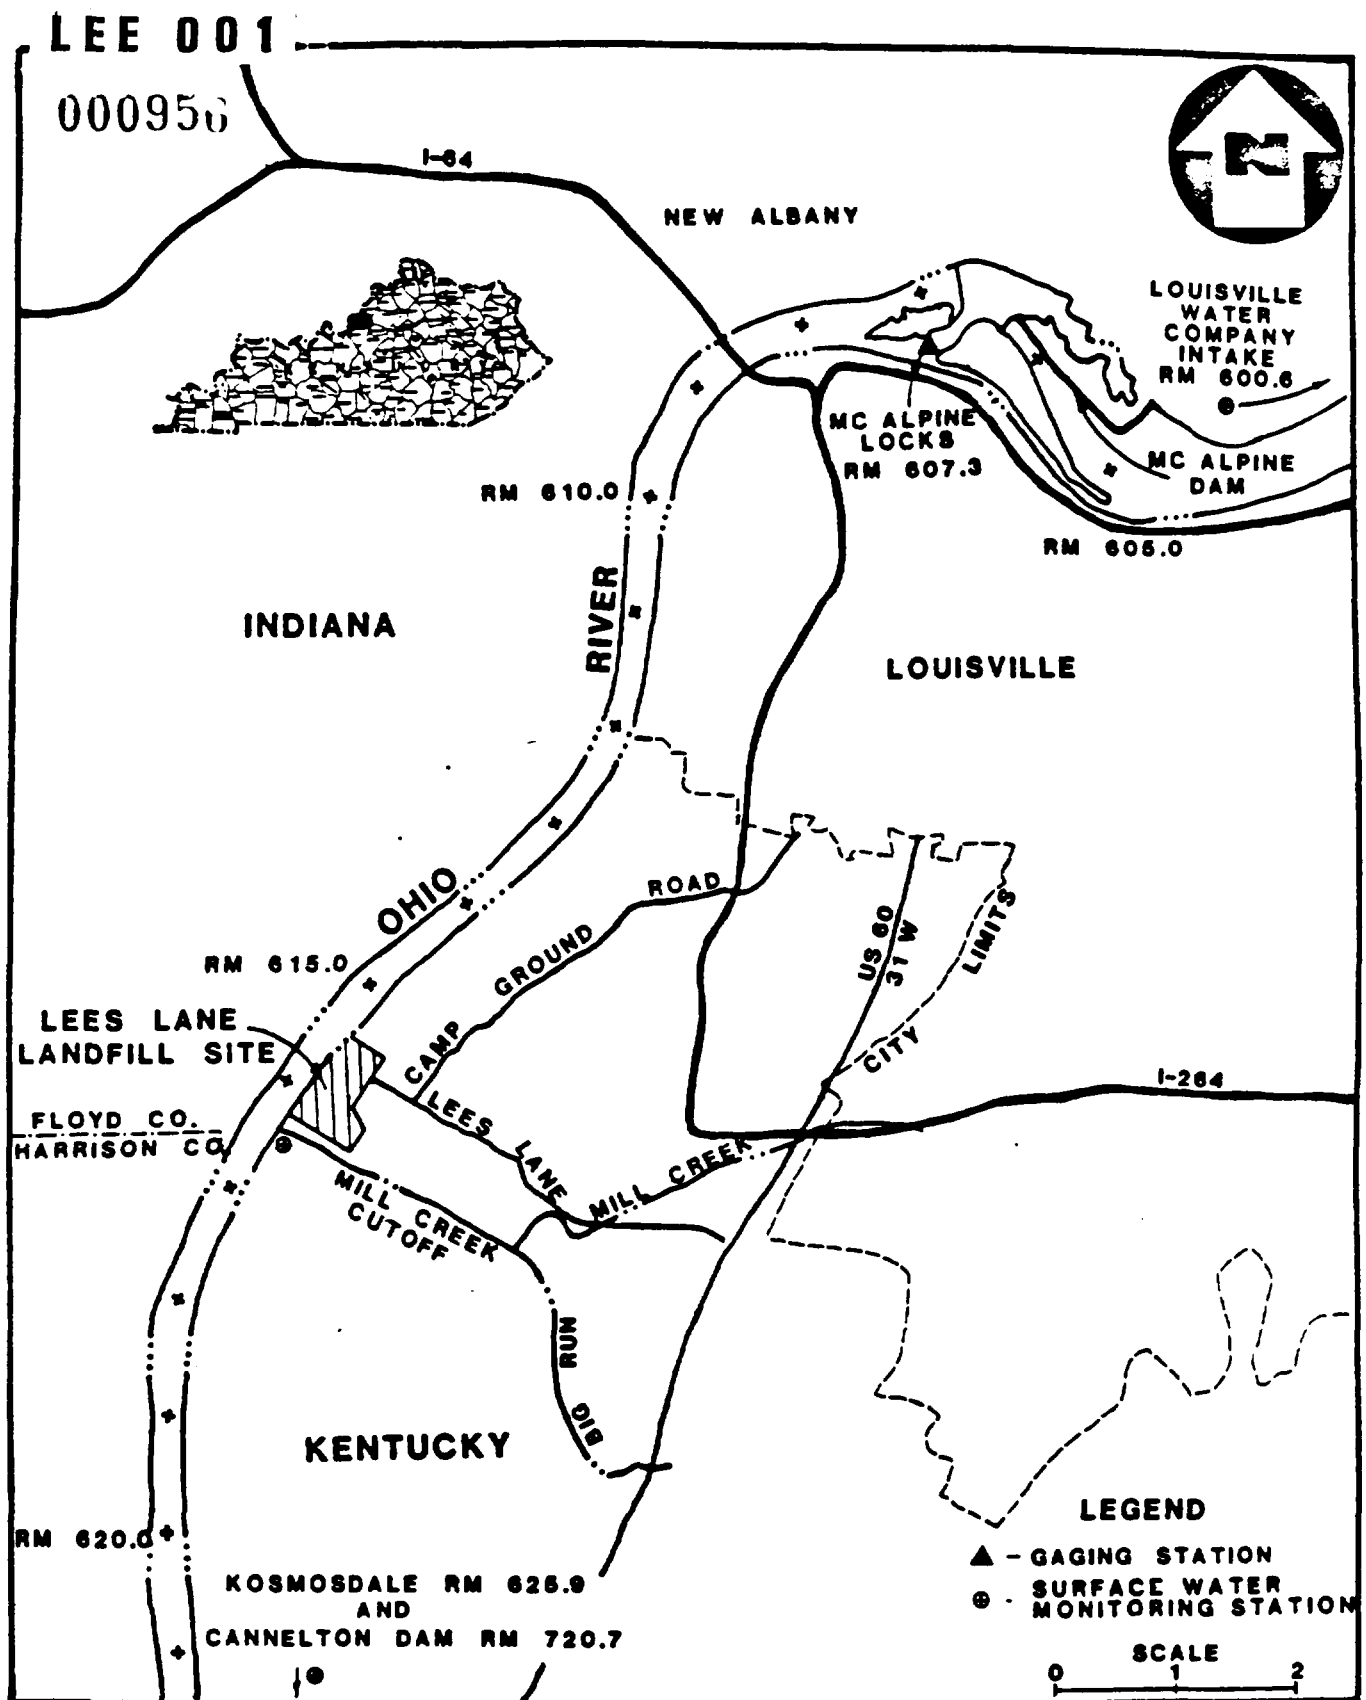 LEE 001
000956
I-64
NEW ALBANY
N
LOUISVILLE
WATER
COMPANY
INTAKE
RM 600.6
MC ALPINE
LOCKS
RM 607.3
MC ALPINE
DAM
RM 610.0
RM 605.0
RIVER
INDIANA
LOUISVILLE
OHIO
ROAD
GROUND
CAMP
US 60
31 W
LIMITS
CITY
RM 615.0
LEES LANE
LANDFILL SITE
I-264
FLOYD CO.
HARRISON CO.
LEES LANE
MILL CREEK
MILL CREEK
CUTOFF
RUN
BIG
KENTUCKY
RM 620.0
LEGEND
- GAGING STATION
- SURFACE WATER
MONITORING STATION
KOSMOSDALE RM 625.9
AND
CANNELTON DAM RM 720.7
SCALE
0 1 2